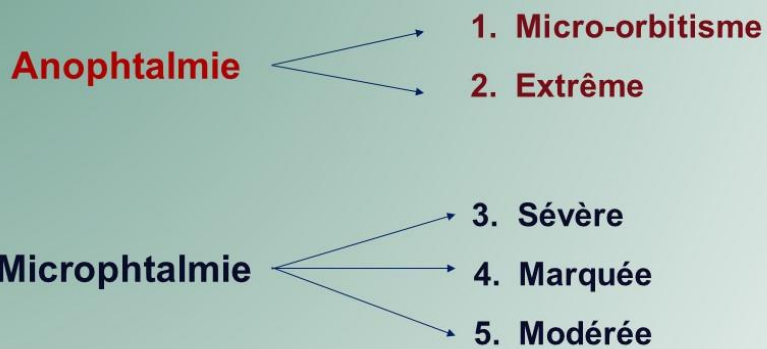 Anophtalmie
1. Micro-orbitisme
2. Extrême
Microphtalmie
3. Sévère
4. Marquée
5. Modérée